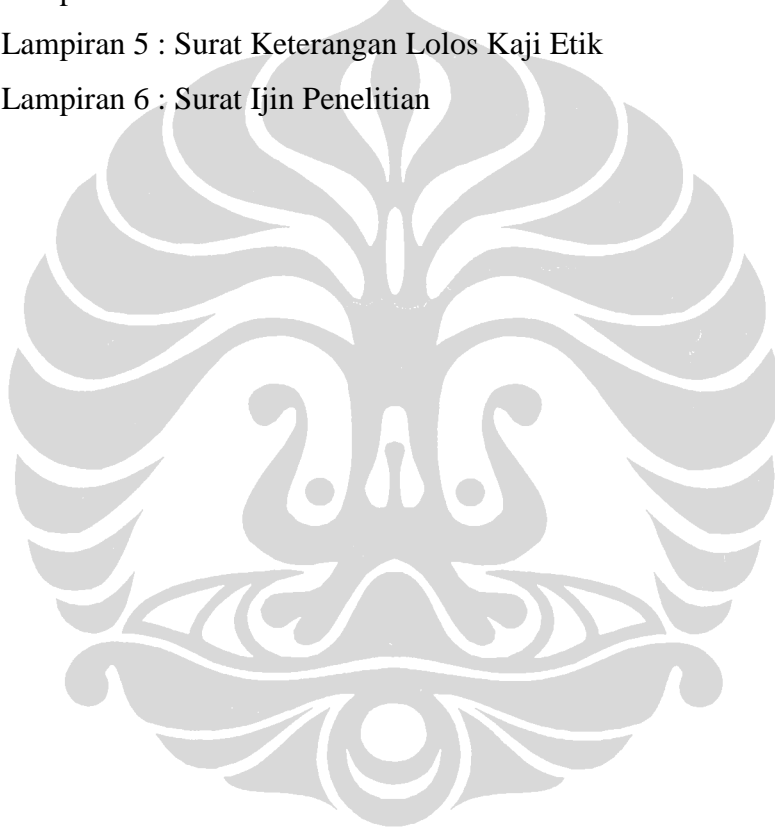 Lampiran 5 : Surat Keterangan Lolos Kaji Etik
Lampiran 6 : Surat Ijin Penelitian